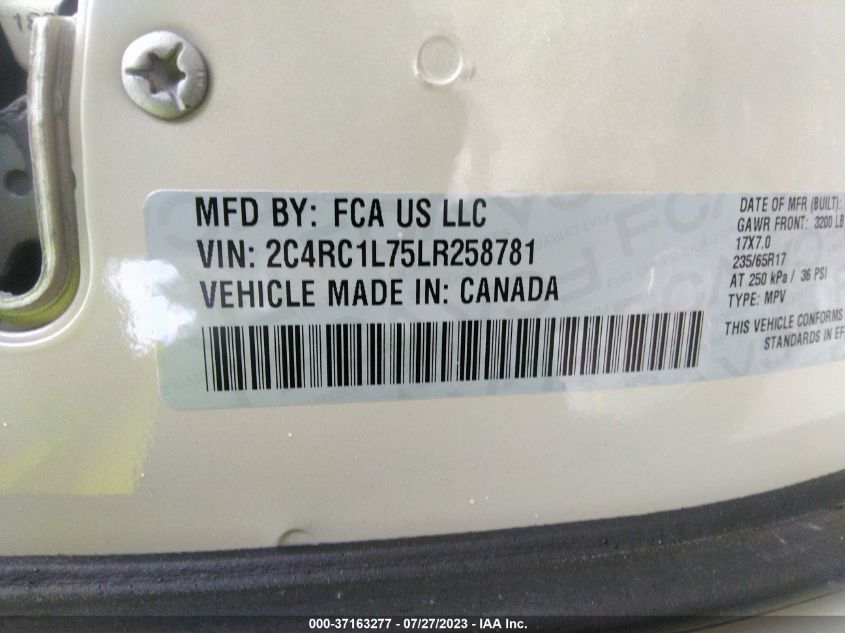 MFD BY: FCA US LLC
VIN: 2C4RC1L75LR258781
VEHICLE MADE IN: CANADA
DATE OF MFR (BUILT):
GAWR FRONT: 3200 LB
17X7.0
235/65R17
AT 250 kPa / 36 PSI
TYPE: MPV
THIS VEHICLE CONFORMS
STANDARDS IN EF
000-37163277 - 07/27/2023 - IAA Inc.